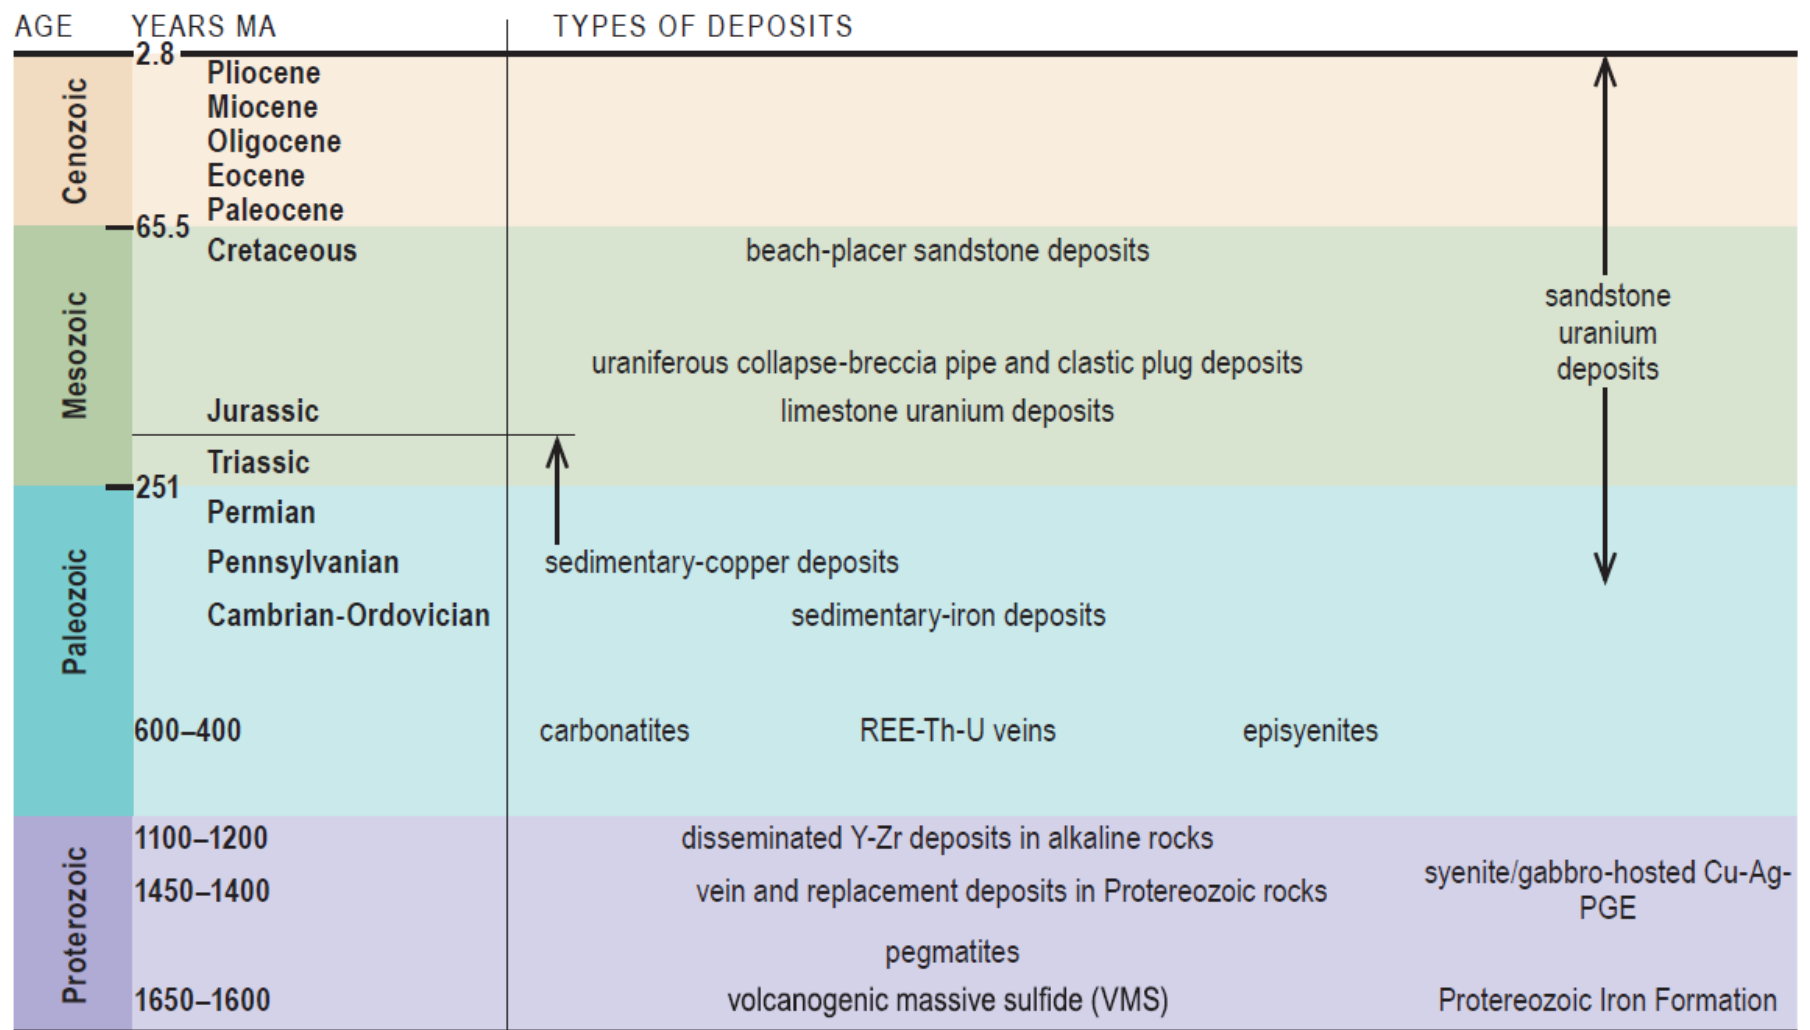 AGE YEARS MA TYPES OF DEPOSITS
2.8
Cenozoic
Pliocene
Miocene
Oligocene
Eocene
Paleocene
65.5
Mesozoic
Cretaceous beach-placer sandstone deposits
sandstone
uranium
deposits
uraniferous collapse-breccia pipe and clastic plug deposits
Jurassic limestone uranium deposits
Triassic
251
Paleozoic
Permian
Pennsylvanian sedimentary-copper deposits
Cambrian-Ordovician sedimentary-iron deposits
600–400 carbonatites REE-Th-U veins episyenites
Proterozoic
1100–1200 disseminated Y-Zr deposits in alkaline rocks
1450–1400 vein and replacement deposits in Protereozoic rocks
syenite/gabbro-hosted Cu-Ag-
PGE
pegmatites
1650–1600 volcanogenic massive sulfide (VMS) Protereozoic Iron Formation